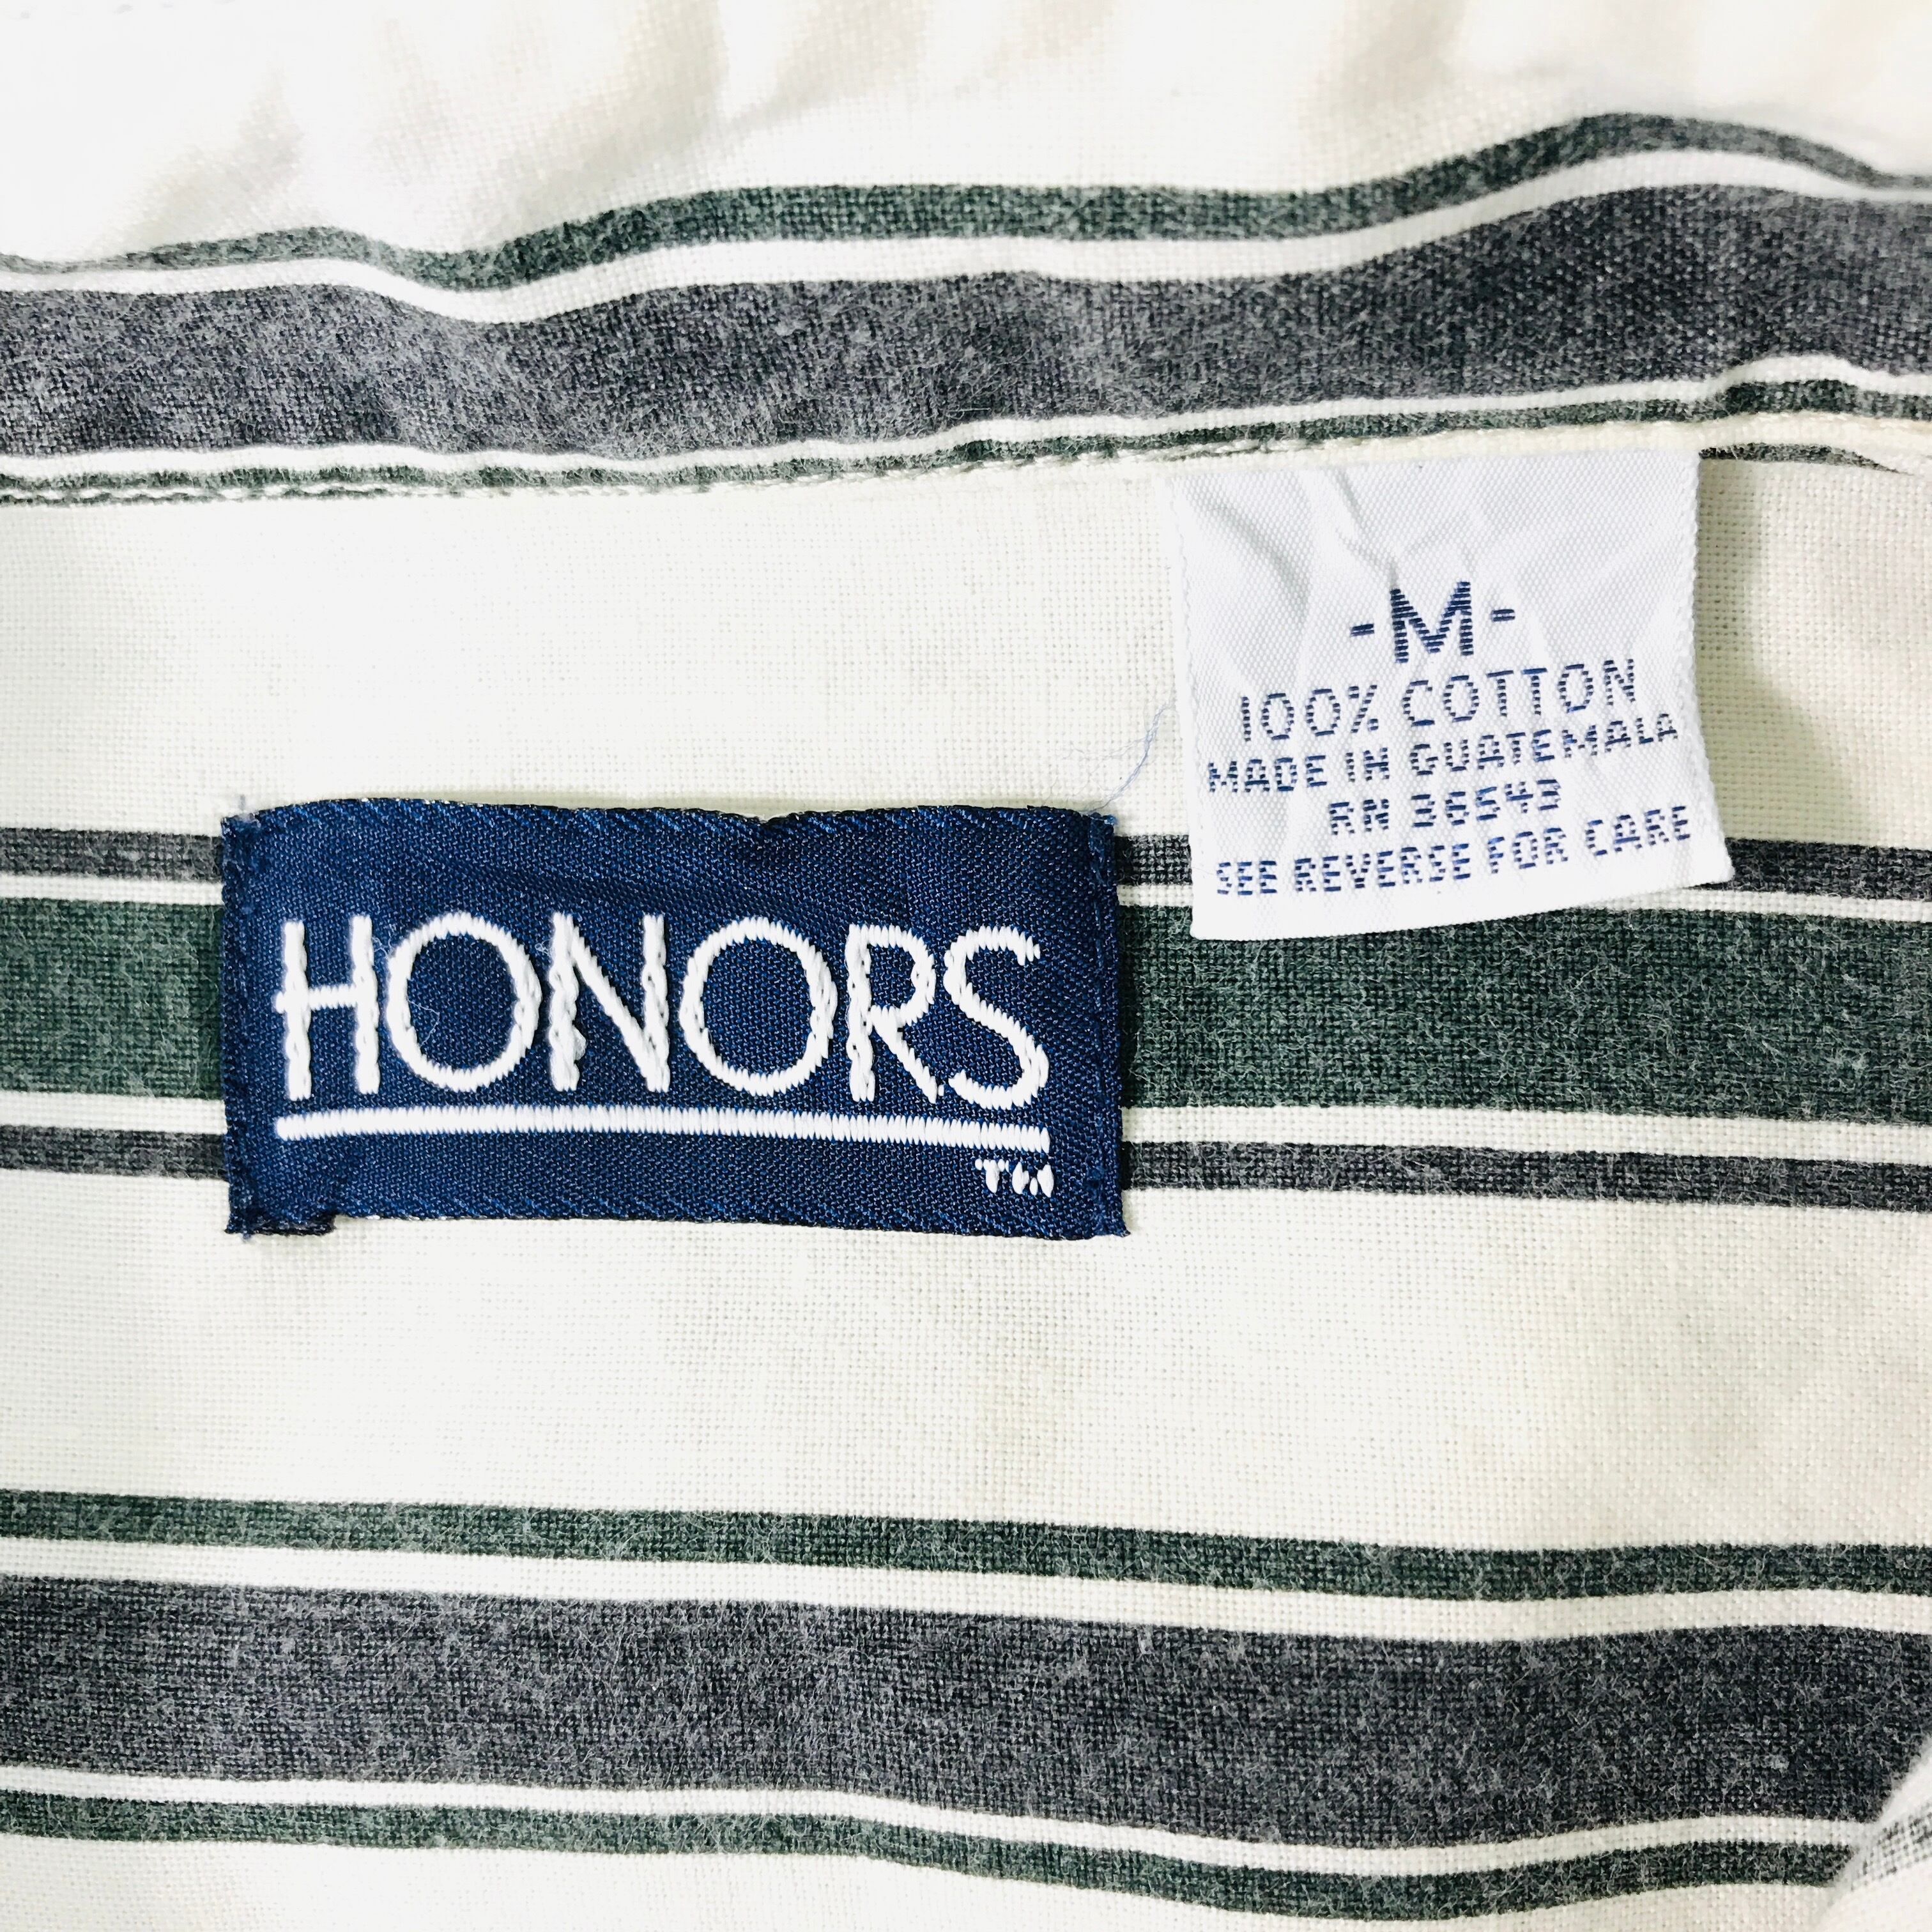 -M-
100% COTTON
MADE IN GUATEMALA
RN 36543
SEE REVERSE FOR CARE
HONORS
TM